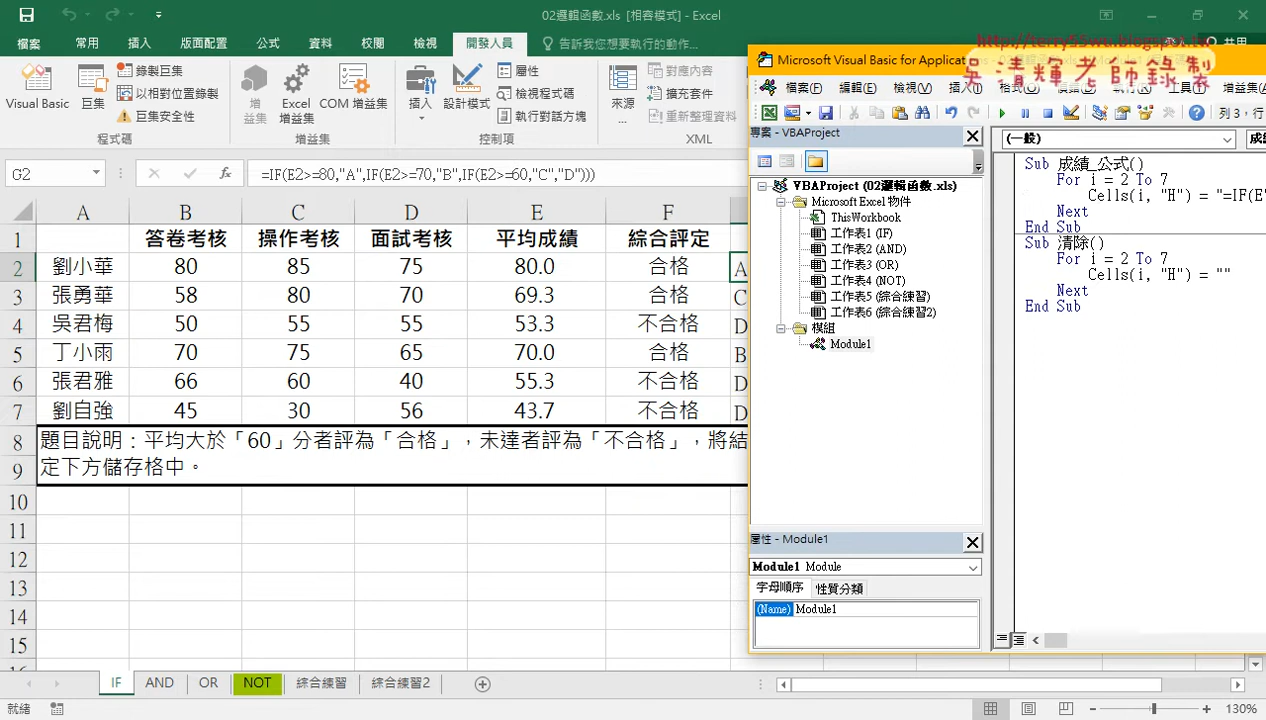 02邏輯函數.xls [相容模式] - Excel
檔案 常用 插入 版面配置 公式 資料 校閱 檢視 開發人員 告訴我您想要執行的動作... 共用
http://terry55wu.blogspot.tw
吳清輝老師錄製
Visual Basic 巨集 錄製巨集 以相對位置錄製 巨集安全性 程式碼
增益集 Excel 增益集 COM 增益集 增益集
插入 設計模式 屬性 檢視程式碼 執行對話方塊 控制項
來源 對應內容 擴充套件 重新整理資料 XML
G2 fx =IF(E2>=80,"A",IF(E2>=70,"B",IF(E2>=60,"C","D")))
A B C D E F
1 答卷考核 操作考核 面試考核 平均成績 綜合評定
2 劉小華 80 85 75 80.0 合格 A
3 張勇華 58 80 70 69.3 合格 C
4 吳君梅 50 55 55 53.3 不合格 D
5 丁小雨 70 75 65 70.0 合格 B
6 張君雅 66 60 40 55.3 不合格 D
7 劉自強 45 30 56 43.7 不合格 D
8 題目說明：平均大於「60」分者評為「合格」，未達者評為「不合格」，將結
9 定下方儲存格中。
10
11
12
13
14
15
IF AND OR NOT 綜合練習 綜合練習2
就緒 130%
Microsoft Visual Basic for Applicat
檔案(F) 編輯(E) 檢視(V) 插入(I) 工具(T) 增益集(A
列 3，行
專案 - VBAProject
VBAProject (02邏輯函數.xls)
Microsoft Excel 物件
ThisWorkbook
工作表1 (IF)
工作表2 (AND)
工作表3 (OR)
工作表4 (NOT)
工作表5 (綜合練習)
工作表6 (綜合練習2)
模組
Module1
屬性 - Module1
Module1 Module
字母順序 性質分類
(Name) Module1
(一般) 成績
Sub 成績_公式()
For i = 2 To 7
Cells(i, "H") = "=IF(E
Next
End Sub
Sub 清除()
For i = 2 To 7
Cells(i, "H") = ""
Next
End Sub